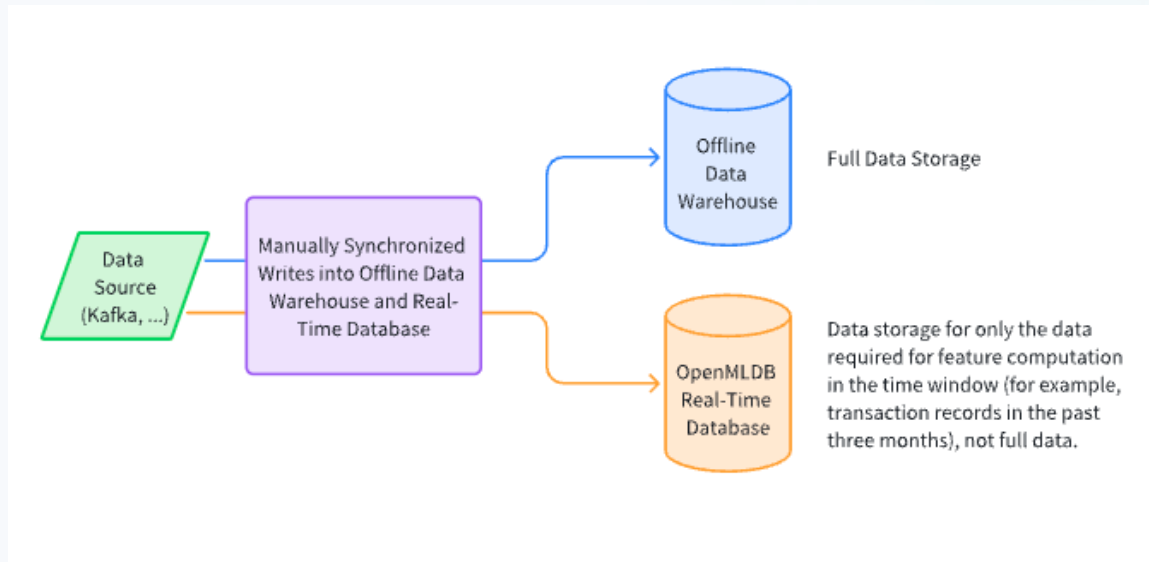 Data
Source
(Kafka, ...)
Manually Synchronized
Writes into Offline Data
Warehouse and Real-
Time Database
Offline
Data
Warehouse
Full Data Storage
OpenMLDB
Real-Time
Database
Data storage for only the data
required for feature computation
in the time window (for example,
transaction records in the past
three months), not full data.